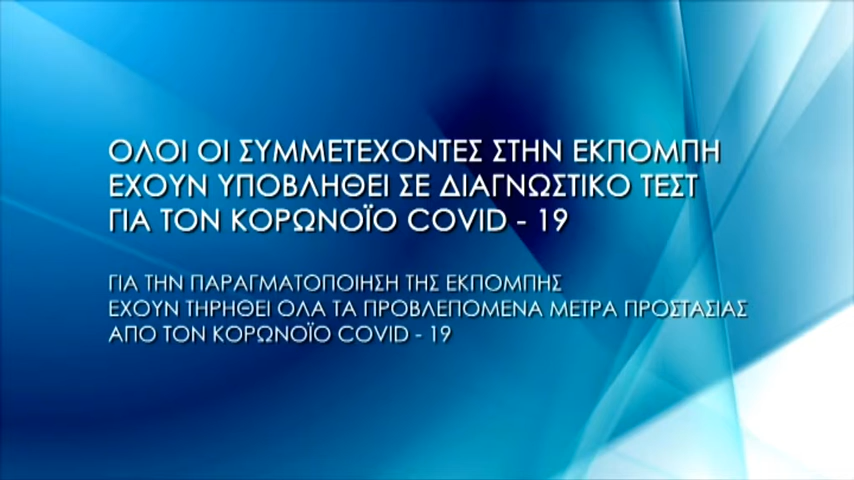 ΟΛΟΙ ΟΙ ΣΥΜΜΕΤΕΧΟΝΤΕΣ ΣΤΗΝ ΕΚΠΟΜΠΗ
ΕΧΟΥΝ ΥΠΟΒΛΗΘΕΙ ΣΕ ΔΙΑΓΝΩΣΤΙΚΟ ΤΕΣΤ
ΓΙΑ ΤΟΝ ΚΟΡΩΝΟΪΟ COVID - 19
ΓΙΑ ΤΗΝ ΠΑΡΑΓΜΑΤΟΠΟΙΗΣΗ ΤΗΣ ΕΚΠΟΜΠΗΣ
ΕΧΟΥΝ ΤΗΡΗΘΕΙ ΟΛΑ ΤΑ ΠΡΟΒΛΕΠΟΜΕΝΑ ΜΕΤΡΑ ΠΡΟΣΤΑΣΙΑΣ
ΑΠΟ ΤΟΝ ΚΟΡΩΝΟΪΟ COVID - 19